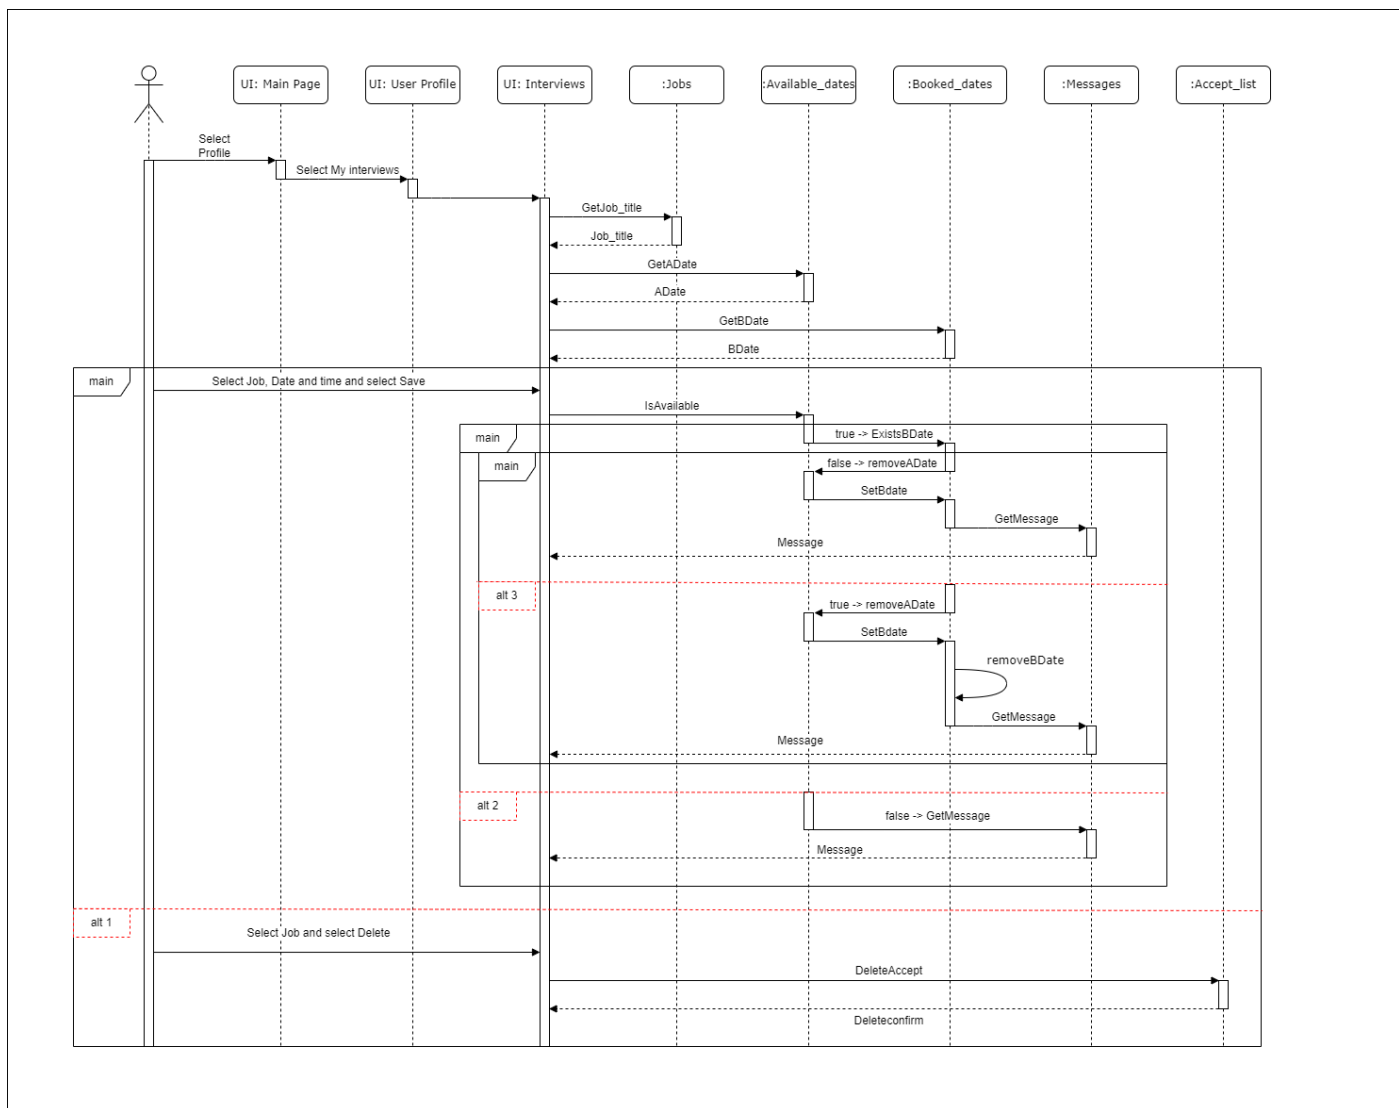 UI: Main Page
UI: User Profile
UI: Interviews
:Jobs
:Available_dates
:Booked_dates
:Messages
:Accept_list
Select
Profile
Select My interviews
GetJob_title
Job_title
GetADate
ADate
GetBDate
BDate
main
Select Job, Date and time and select Save
IsAvailable
main
true -> ExistsBDate
main
false -> removeADate
SetBdate
GetMessage
Message
alt 3
true -> removeADate
SetBdate
removeBDate
GetMessage
Message
alt 2
false -> GetMessage
Message
alt 1
Select Job and select Delete
DeleteAccept
Deleteconfirm